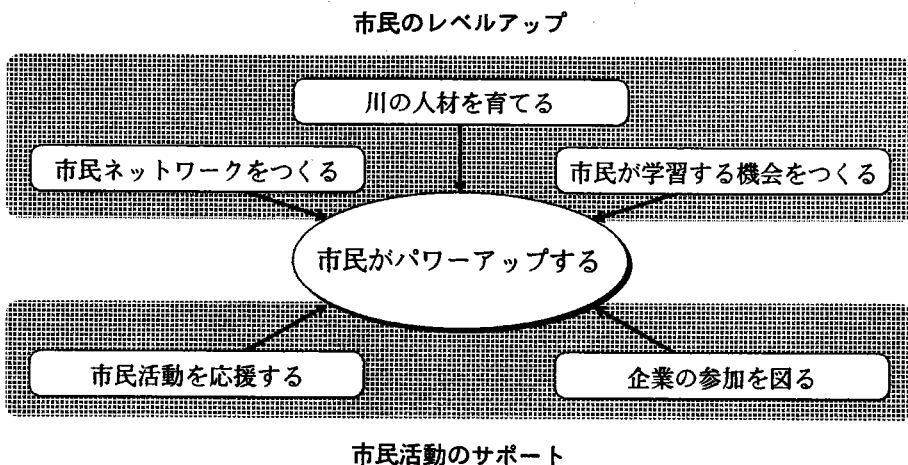 市民のレベルアップ
川の人材を育てる
市民ネットワークをつくる
市民が学習する機会をつくる
市民がパワーアップする
市民活動を応援する
企業の参加を図る
市民活動のサポート